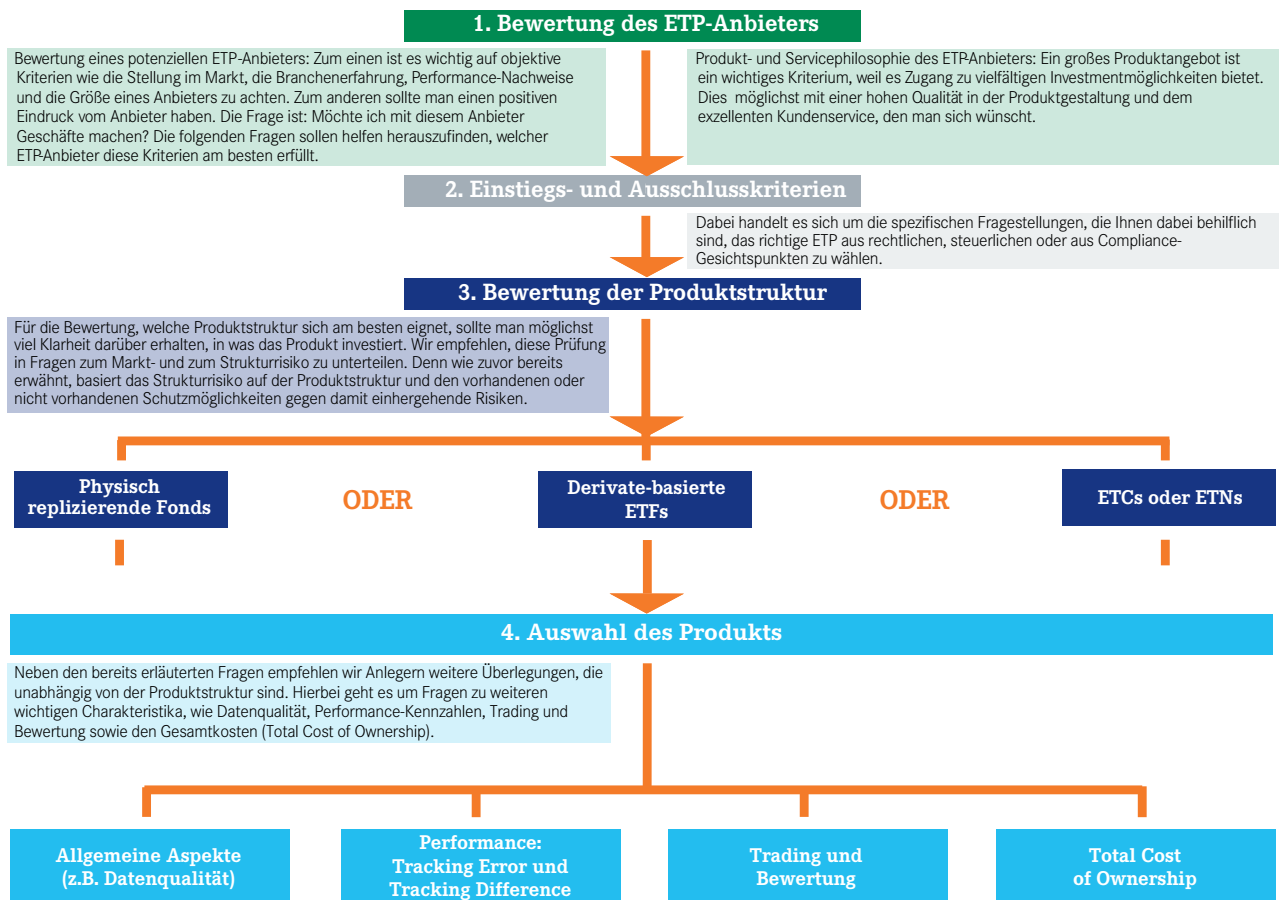 1. Bewertung des ETP-Anbieters
Bewertung eines potenziellen ETP-Anbieters: Zum einen ist es wichtig auf objektive
Kriterien wie die Stellung im Markt, die Branchenerfahrung, Performance-Nachweise
und die Größe eines Anbieters zu achten. Zum anderen sollte man einen positiven
Eindruck vom Anbieter haben. Die Frage ist: Möchte ich mit diesem Anbieter
Geschäfte machen? Die folgenden Fragen sollen helfen herauszufinden, welcher
ETP-Anbieter diese Kriterien am besten erfüllt.
Produkt- und Servicephilosophie des ETP-Anbieters: Ein großes Produktangebot ist
ein wichtiges Kriterium, weil es Zugang zu vielfältigen Investmentmöglichkeiten bietet.
Dies möglichst mit einer hohen Qualität in der Produktgestaltung und dem
exzellenten Kundenservice, den man sich wünscht.
2. Einstiegs- und Ausschlusskriterien
Dabei handelt es sich um die spezifischen Fragestellungen, die Ihnen dabei behilflich
sind, das richtige ETP aus rechtlichen, steuerlichen oder aus Compliance-
Gesichtspunkten zu wählen.
3. Bewertung der Produktstruktur
Für die Bewertung, welche Produktstruktur sich am besten eignet, sollte man möglichst
viel Klarheit darüber erhalten, in was das Produkt investiert. Wir empfehlen, diese Prüfung
in Fragen zum Markt- und zum Strukturrisiko zu unterteilen. Denn wie zuvor bereits
erwähnt, basiert das Strukturrisiko auf der Produktstruktur und den vorhandenen oder
nicht vorhandenen Schutzmöglichkeiten gegen damit einhergehende Risiken.
Physisch
replizierende Fonds
ODER
Derivate-basierte
ETFs
ODER
ETCs oder ETNs
4. Auswahl des Produkts
Neben den bereits erläuterten Fragen empfehlen wir Anlegern weitere Überlegungen, die
unabhängig von der Produktstruktur sind. Hierbei geht es um Fragen zu weiteren
wichtigen Charakteristika, wie Datenqualität, Performance-Kennzahlen, Trading und
Bewertung sowie den Gesamtkosten (Total Cost of Ownership).
Allgemeine Aspekte
(z.B. Datenqualität)
Performance:
Tracking Error und
Tracking Difference
Trading und
Bewertung
Total Cost
of Ownership